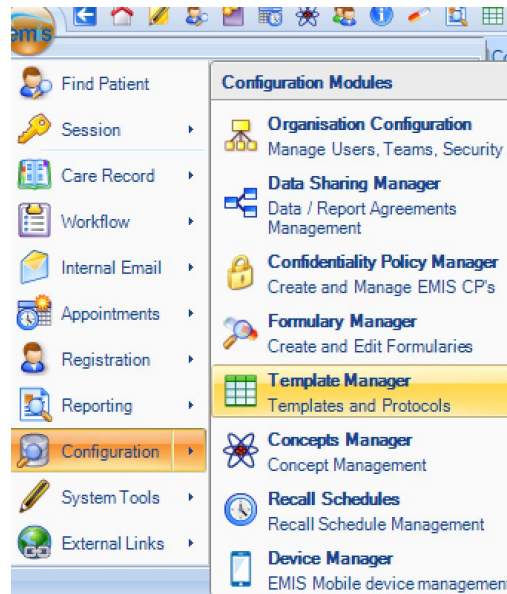 emis
Find Patient
Session
Care Record
Workflow
Internal Email
Appointments
Registration
Reporting
Configuration
System Tools
External Links
Configuration Modules
Organisation Configuration
Manage Users, Teams, Security
Data Sharing Manager
Data / Report Agreements
Management
Confidentiality Policy Manager
Create and Manage EMIS CP's
Formulary Manager
Create and Edit Formularies
Template Manager
Templates and Protocols
Concepts Manager
Concept Management
Recall Schedules
Recall Schedule Management
Device Manager
EMIS Mobile device management